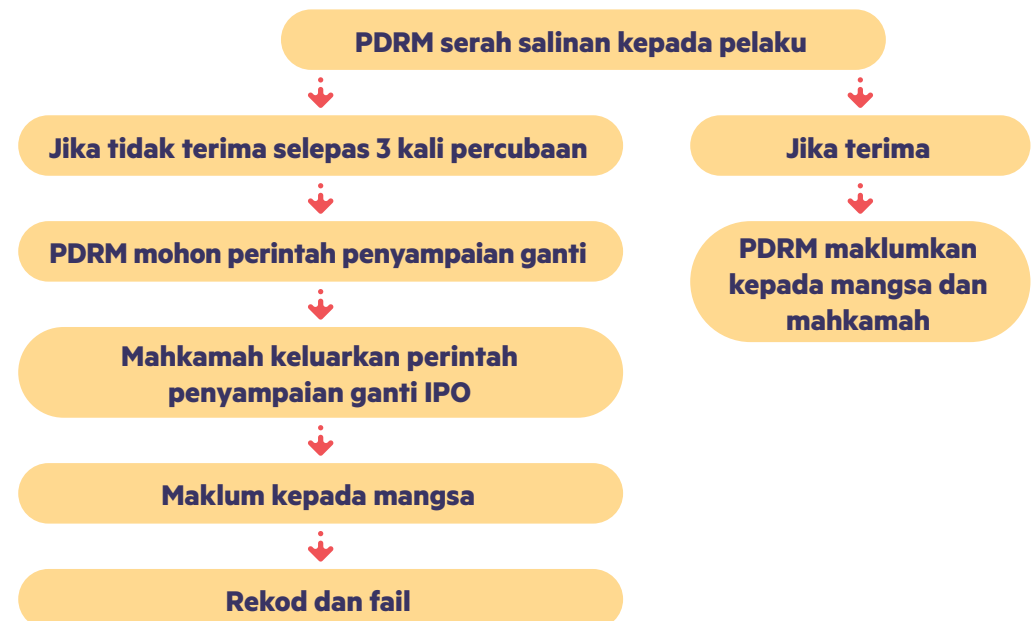 PDRM serah salinan kepada pelaku
Jika tidak terima selepas 3 kali percubaan
Jika terima
PDRM mohon perintah penyampaian ganti
PDRM maklumkan
kepada mangsa dan
mahkamah
Mahkamah keluarkan perintah
penyampaian ganti IPO
Maklum kepada mangsa
Rekod dan fail